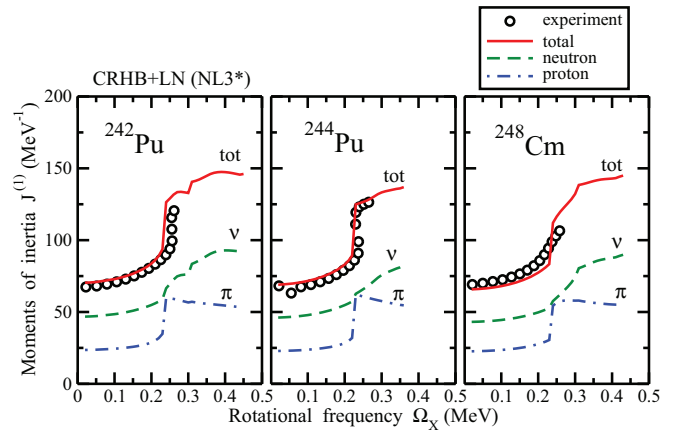 experiment
total
neutron
proton
CRHB+LN (NL3*)
Moments of inertia J⁽¹⁾ (MeV⁻¹)
200
150
100
50
0
²⁴²Pu
tot
ν
π
²⁴⁴Pu
tot
ν
π
²⁴⁸Cm
tot
ν
π
0 0.1 0.2 0.3 0.4 0.5 0 0.1 0.2 0.3 0.4 0.5 0 0.1 0.2 0.3 0.4 0.5
Rotational frequency Ω_X (MeV)